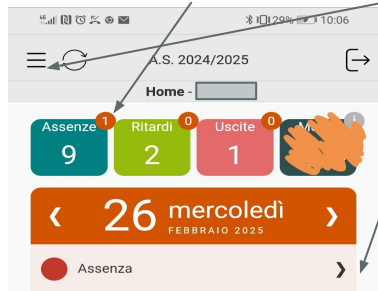 29% 10:06
A.S. 2024/2025
Home -
Assenze 1 Ritardi 0 Uscite 0 i
9 2 1
26 mercoledì
FEBBRAIO 2025
Assenza